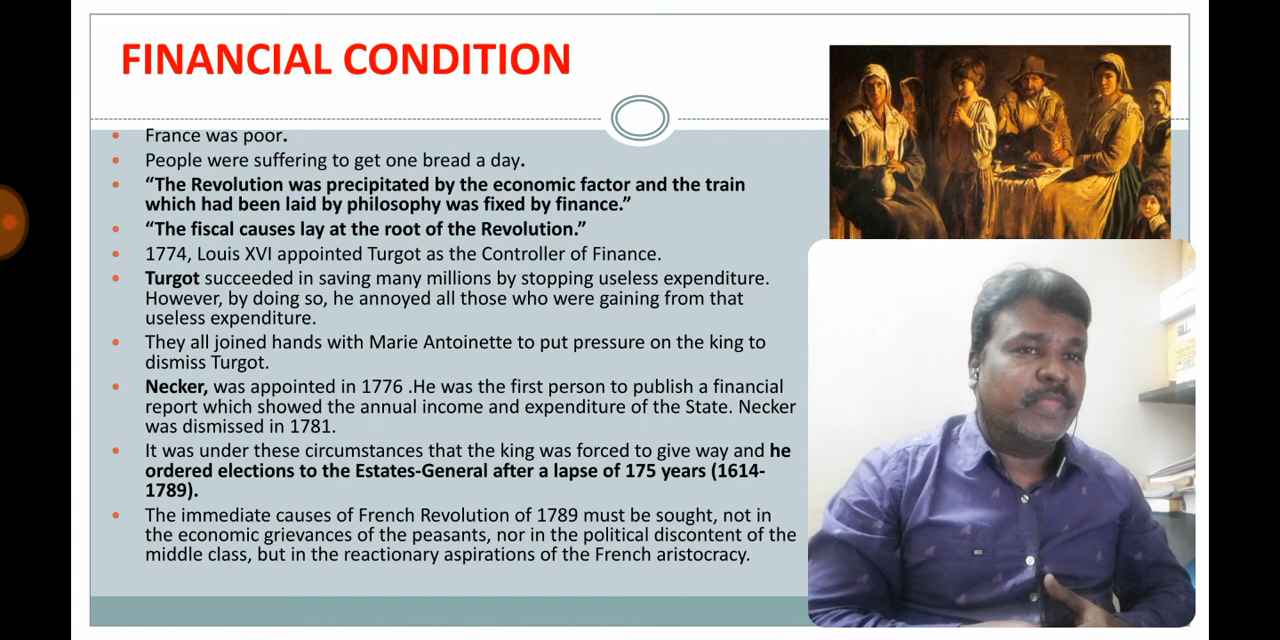 FINANCIAL CONDITION
• France was poor.
• People were suffering to get one bread a day.
• “The Revolution was precipitated by the economic factor and the train
which had been laid by philosophy was fixed by finance.”
• “The fiscal causes lay at the root of the Revolution.”
• 1774, Louis XVI appointed Turgot as the Controller of Finance.
• Turgot succeeded in saving many millions by stopping useless expenditure.
However, by doing so, he annoyed all those who were gaining from that
useless expenditure.
• They all joined hands with Marie Antoinette to put pressure on the king to
dismiss Turgot.
• Necker, was appointed in 1776 .He was the first person to publish a financial
report which showed the annual income and expenditure of the State. Necker
was dismissed in 1781.
• It was under these circumstances that the king was forced to give way and he
ordered elections to the Estates-General after a lapse of 175 years (1614-
1789).
• The immediate causes of French Revolution of 1789 must be sought, not in
the economic grievances of the peasants, nor in the political discontent of the
middle class, but in the reactionary aspirations of the French aristocracy.